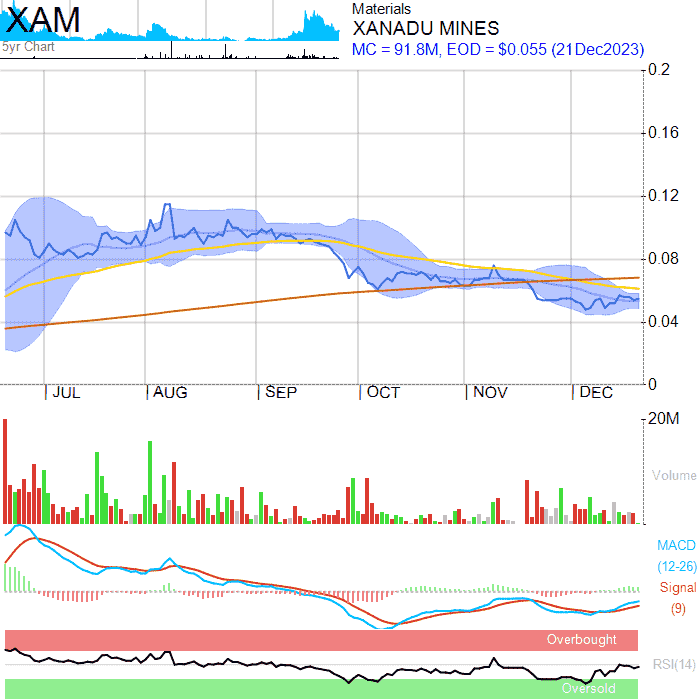 XAM
5yr Chart
Materials
XANADU MINES
MC = 91.8M, EOD = $0.055 (21Dec2023)
0.2
0.16
0.12
0.08
0.04
0
JUL AUG SEP OCT NOV DEC
20M
Volume
MACD
(12-26)
Signal
(9)
Overbought
RSI(14)
Oversold